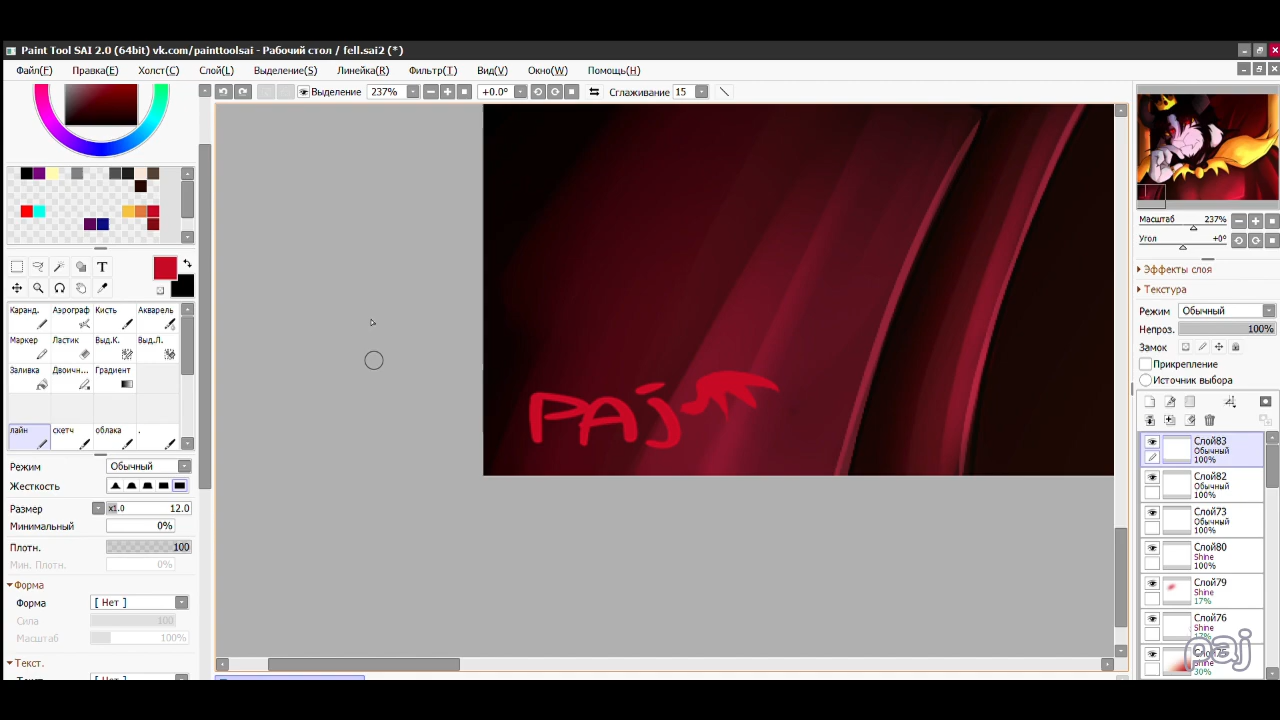 Paint Tool SAI 2.0 (64bit) vk.com/painttoolsai - Рабочий стол / fell.sai2 (*)
Файл(F) Правка(E) Холст(C) Слой(L) Выделение(S) Линейка(R) Фильтр(T) Вид(V) Окно(W) Помощь(H)
Выделение 237% +0.0° Сглаживание 15
Масштаб 237%
Угол +0°
Эффекты слоя
Текстура
Режим Обычный
Непроз. 100%
Замок
Прикрепление
Источник выбора
T
Каранд. Аэрограф Кисть Акварель
Маркер Ластик Выд.К. Выд.Л.
Заливка Двоичн... Градиент
лайн скетч облака .
Режим Обычный
Жесткость
Размер x1.0 12.0
Минимальный 0%
Плотн. 100
Мин. Плотн. 0%
Форма
Форма [ Нет ]
Сила 100
Масштаб 100%
Текст.
PAj
Слой83
Обычный
100%
Слой82
Обычный
100%
Слой73
Обычный
100%
Слой80
Shine
100%
Слой79
Shine
17%
Слой76
Shine
17%
Shine
30%
paj